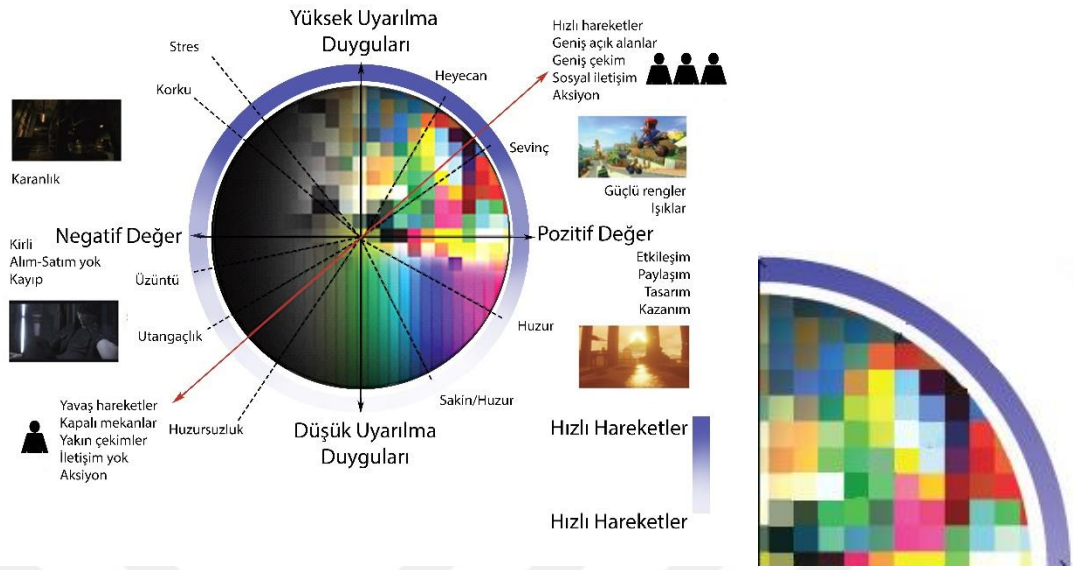 Yüksek Uyarılma
Duyguları
Stres
Korku
Heyecan
Sevinç
Hızlı hareketler
Geniş açık alanlar
Geniş çekim
Sosyal iletişim
Aksiyon
Karanlık
Güçlü rengler
Işıklar
Negatif Değer
Pozitif Değer
Kirli
Alım-Satım yok
Kayıp
Etkileşim
Paylaşım
Tasarım
Kazanım
Üzüntü
Utangaçlık
Huzursuzluk
Huzur
Sakin/Huzur
Yavaş hareketler
Kapalı mekanlar
Yakın çekimler
İletişim yok
Aksiyon
Düşük Uyarılma
Duyguları
Hızlı Hareketler
Hızlı Hareketler